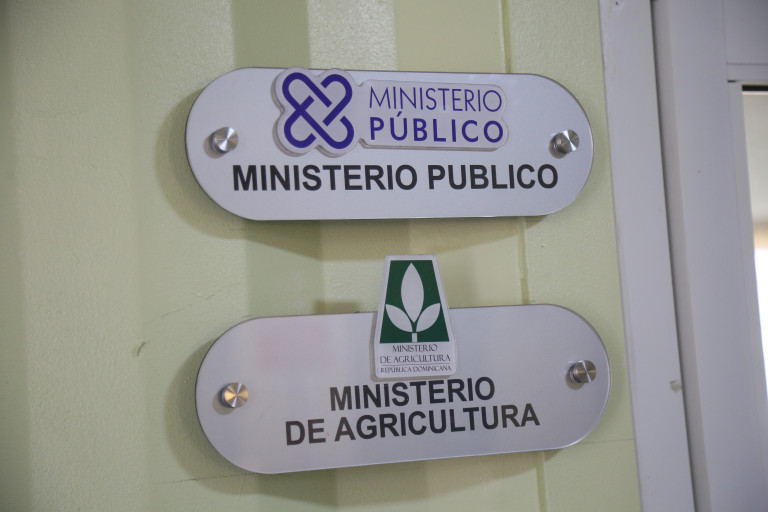 MINISTERIO
PÚBLICO
MINISTERIO PUBLICO
MINISTERIO
DE AGRICULTURA
REPÚBLICA DOMINICANA
MINISTERIO
DE AGRICULTURA